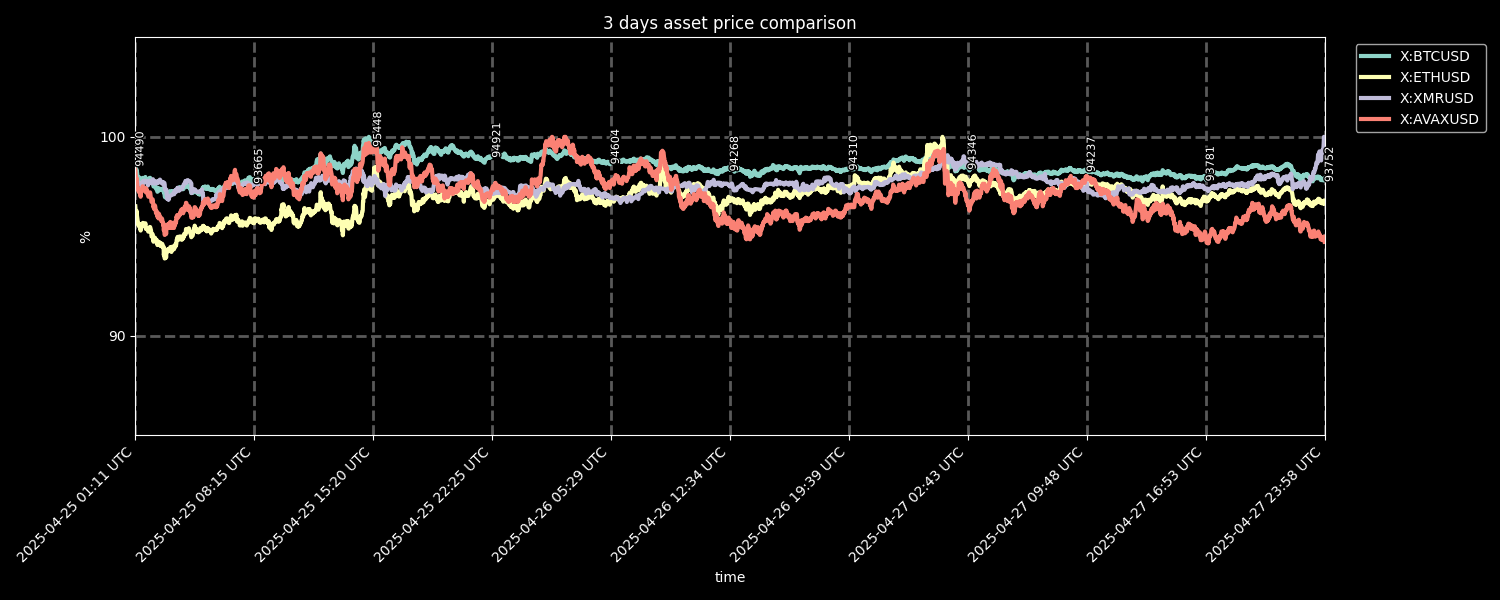 3 days asset price comparison
X:BTCUSD
X:ETHUSD
X:XMRUSD
X:AVAXUSD
100
90
%
94490
93665
95448
94921
94604
94268
94310
94346
94237
93781
93752
2025-04-25 01:11 UTC
2025-04-25 08:15 UTC
2025-04-25 15:20 UTC
2025-04-25 22:25 UTC
2025-04-26 05:29 UTC
2025-04-26 12:34 UTC
2025-04-26 19:39 UTC
2025-04-27 02:43 UTC
2025-04-27 09:48 UTC
2025-04-27 16:53 UTC
2025-04-27 23:58 UTC
time